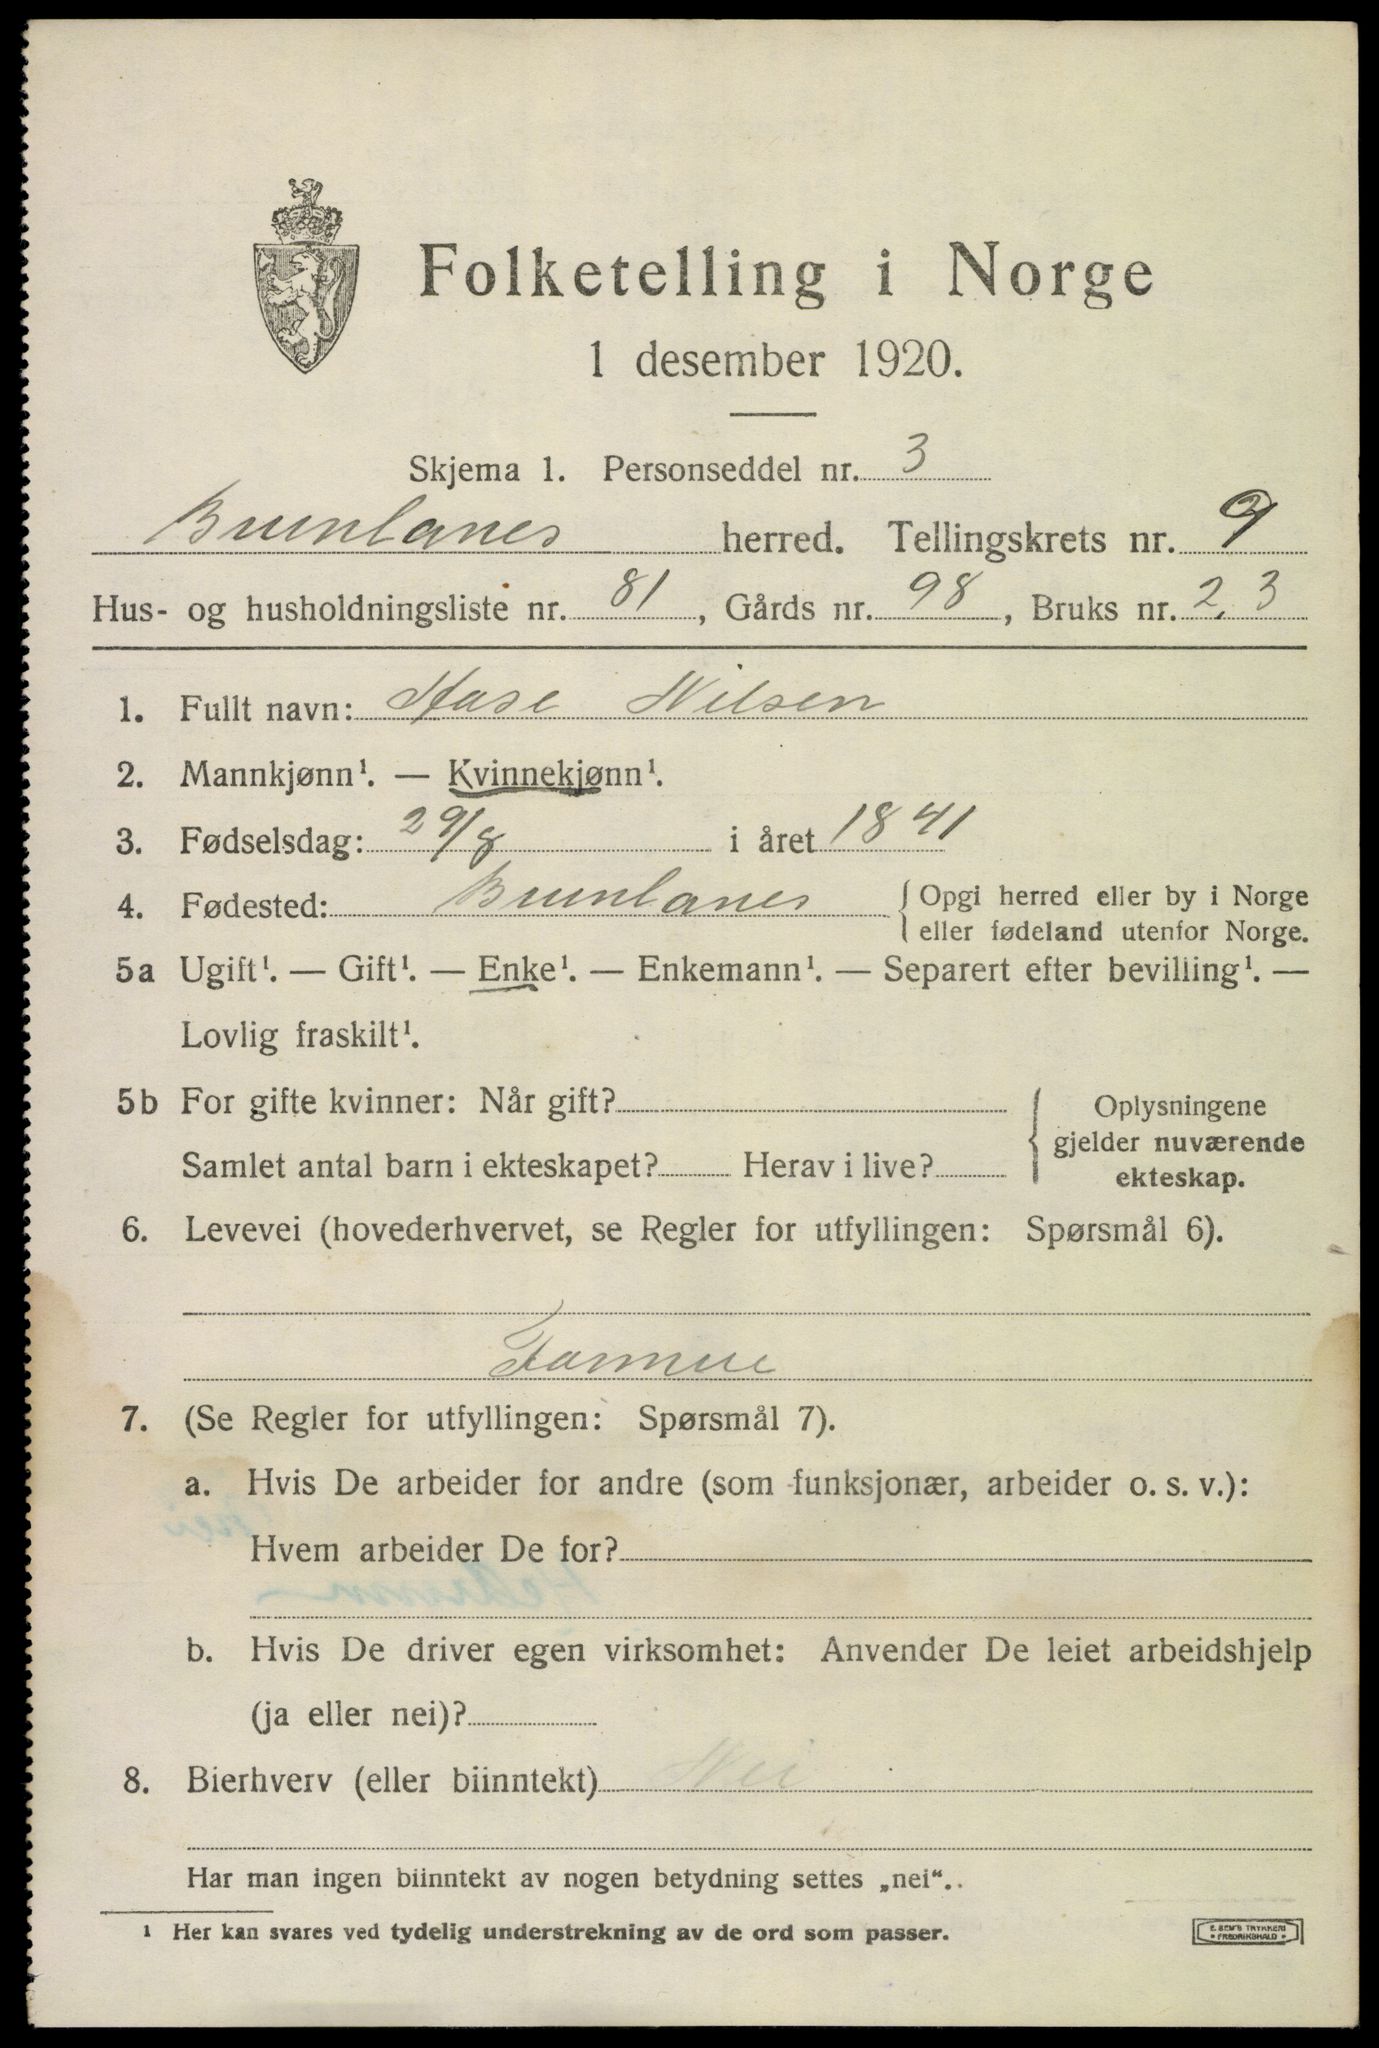 Folketelling i Norge
1 desember 1920.
Skjema 1. Personseddel nr. 3
Brunlanes herred. Tellingskrets nr. 9
Hus- og husholdningsliste nr. 81, Gårds nr. 98, Bruks nr. 2, 3
1. Fullt navn: Aase Nilsen
2. Mannkjønn¹. — Kvinnekjønn¹.
3. Fødselsdag: 29/8 i året 1841
4. Fødested: Brunlanes { Opgi herred eller by i Norge
eller fødeland utenfor Norge.
5a Ugift¹. — Gift¹. — Enke¹. — Enkemann¹. — Separert efter bevilling¹. —
Lovlig fraskilt¹.
5b For gifte kvinner: Når gift?
Samlet antal barn i ekteskapet? Herav i live?
{ Oplysningene
gjelder nuværende
ekteskap.
6. Levevei (hovederhvervet, se Regler for utfyllingen: Spørsmål 6).
Formue
7. (Se Regler for utfyllingen: Spørsmål 7).
a. Hvis De arbeider for andre (som funksjonær, arbeider o. s. v.):
Hvem arbeider De for?
b. Hvis De driver egen virksomhet: Anvender De leiet arbeidshjelp
(ja eller nei)?
8. Bierhverv (eller biinntekt) Nei
Har man ingen biinntekt av nogen betydning settes „nei“.
¹ Her kan svares ved tydelig understrekning av de ord som passer.
E. SEM'S TRYKKERI
* FREDRIKSHALD *